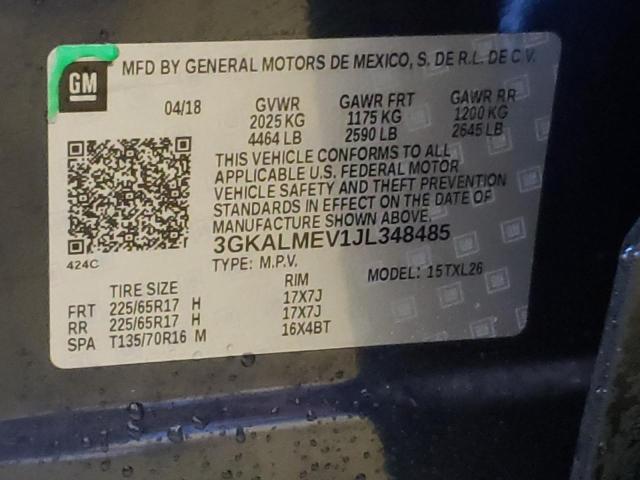 GM MFD BY GENERAL MOTORS DE MEXICO, S. DE R.L. DE C.V.
04/18 GVWR GAWR FRT GAWR RR
2025 KG 1175 KG 1200 KG
4464 LB 2590 LB 2645 LB
THIS VEHICLE CONFORMS TO ALL
APPLICABLE U.S. FEDERAL MOTOR
VEHICLE SAFETY AND THEFT PREVENTION
STANDARDS IN EFFECT ON THE DATE OF
MANUFACTURE SHOWN ABOVE.
3GKALMEV1JL348485
424C TYPE: M.P.V. MODEL: 15TXL26
TIRE SIZE RIM
FRT 225/65R17 H 17X7J
RR 225/65R17 H 17X7J
SPA T135/70R16 M 16X4BT